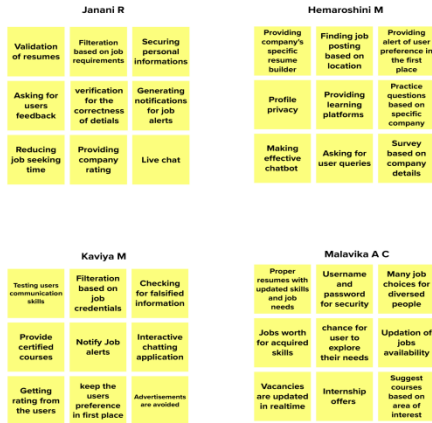 Janani R
Validation
of resumes
Filteration
based on job
requirements
Securing
personal
informations
Asking for
users
feedback
verification
for the
correctness
of detials
Generating
notifications
for job
alerts
Reducing
job seeking
time
Providing
company
rating
Live chat
Hemaroshini M
Providing
company's
specific
resume
builder
Finding job
posting
based on
location
Providing
alert of user
preference in
the first
place
Profile
privacy
Providing
learning
platforms
Practice
questions
based on
specific
company
Making
effective
chatbot
Asking for
user queries
Survey
based on
company
details
Kaviya M
Testing users
communication
skills
Filteration
based on
job
credentials
Checking
for falsified
information
Provide
certified
courses
Notify Job
alerts
Interactive
chatting
application
Getting
rating from
the users
keep the
users
preference
in first place
Advertisements
are avoided
Malavika A C
Proper
resumes with
updated skills
and job
needs
Username
and
password
for security
Many job
choices for
diversed
people
Jobs worth
for acquired
skills
chance for
user to
explore
their needs
Updation of
jobs
availability
Vacancies
are updated
in realtime
Internship
offers
Suggest
courses
based on
area of
interest